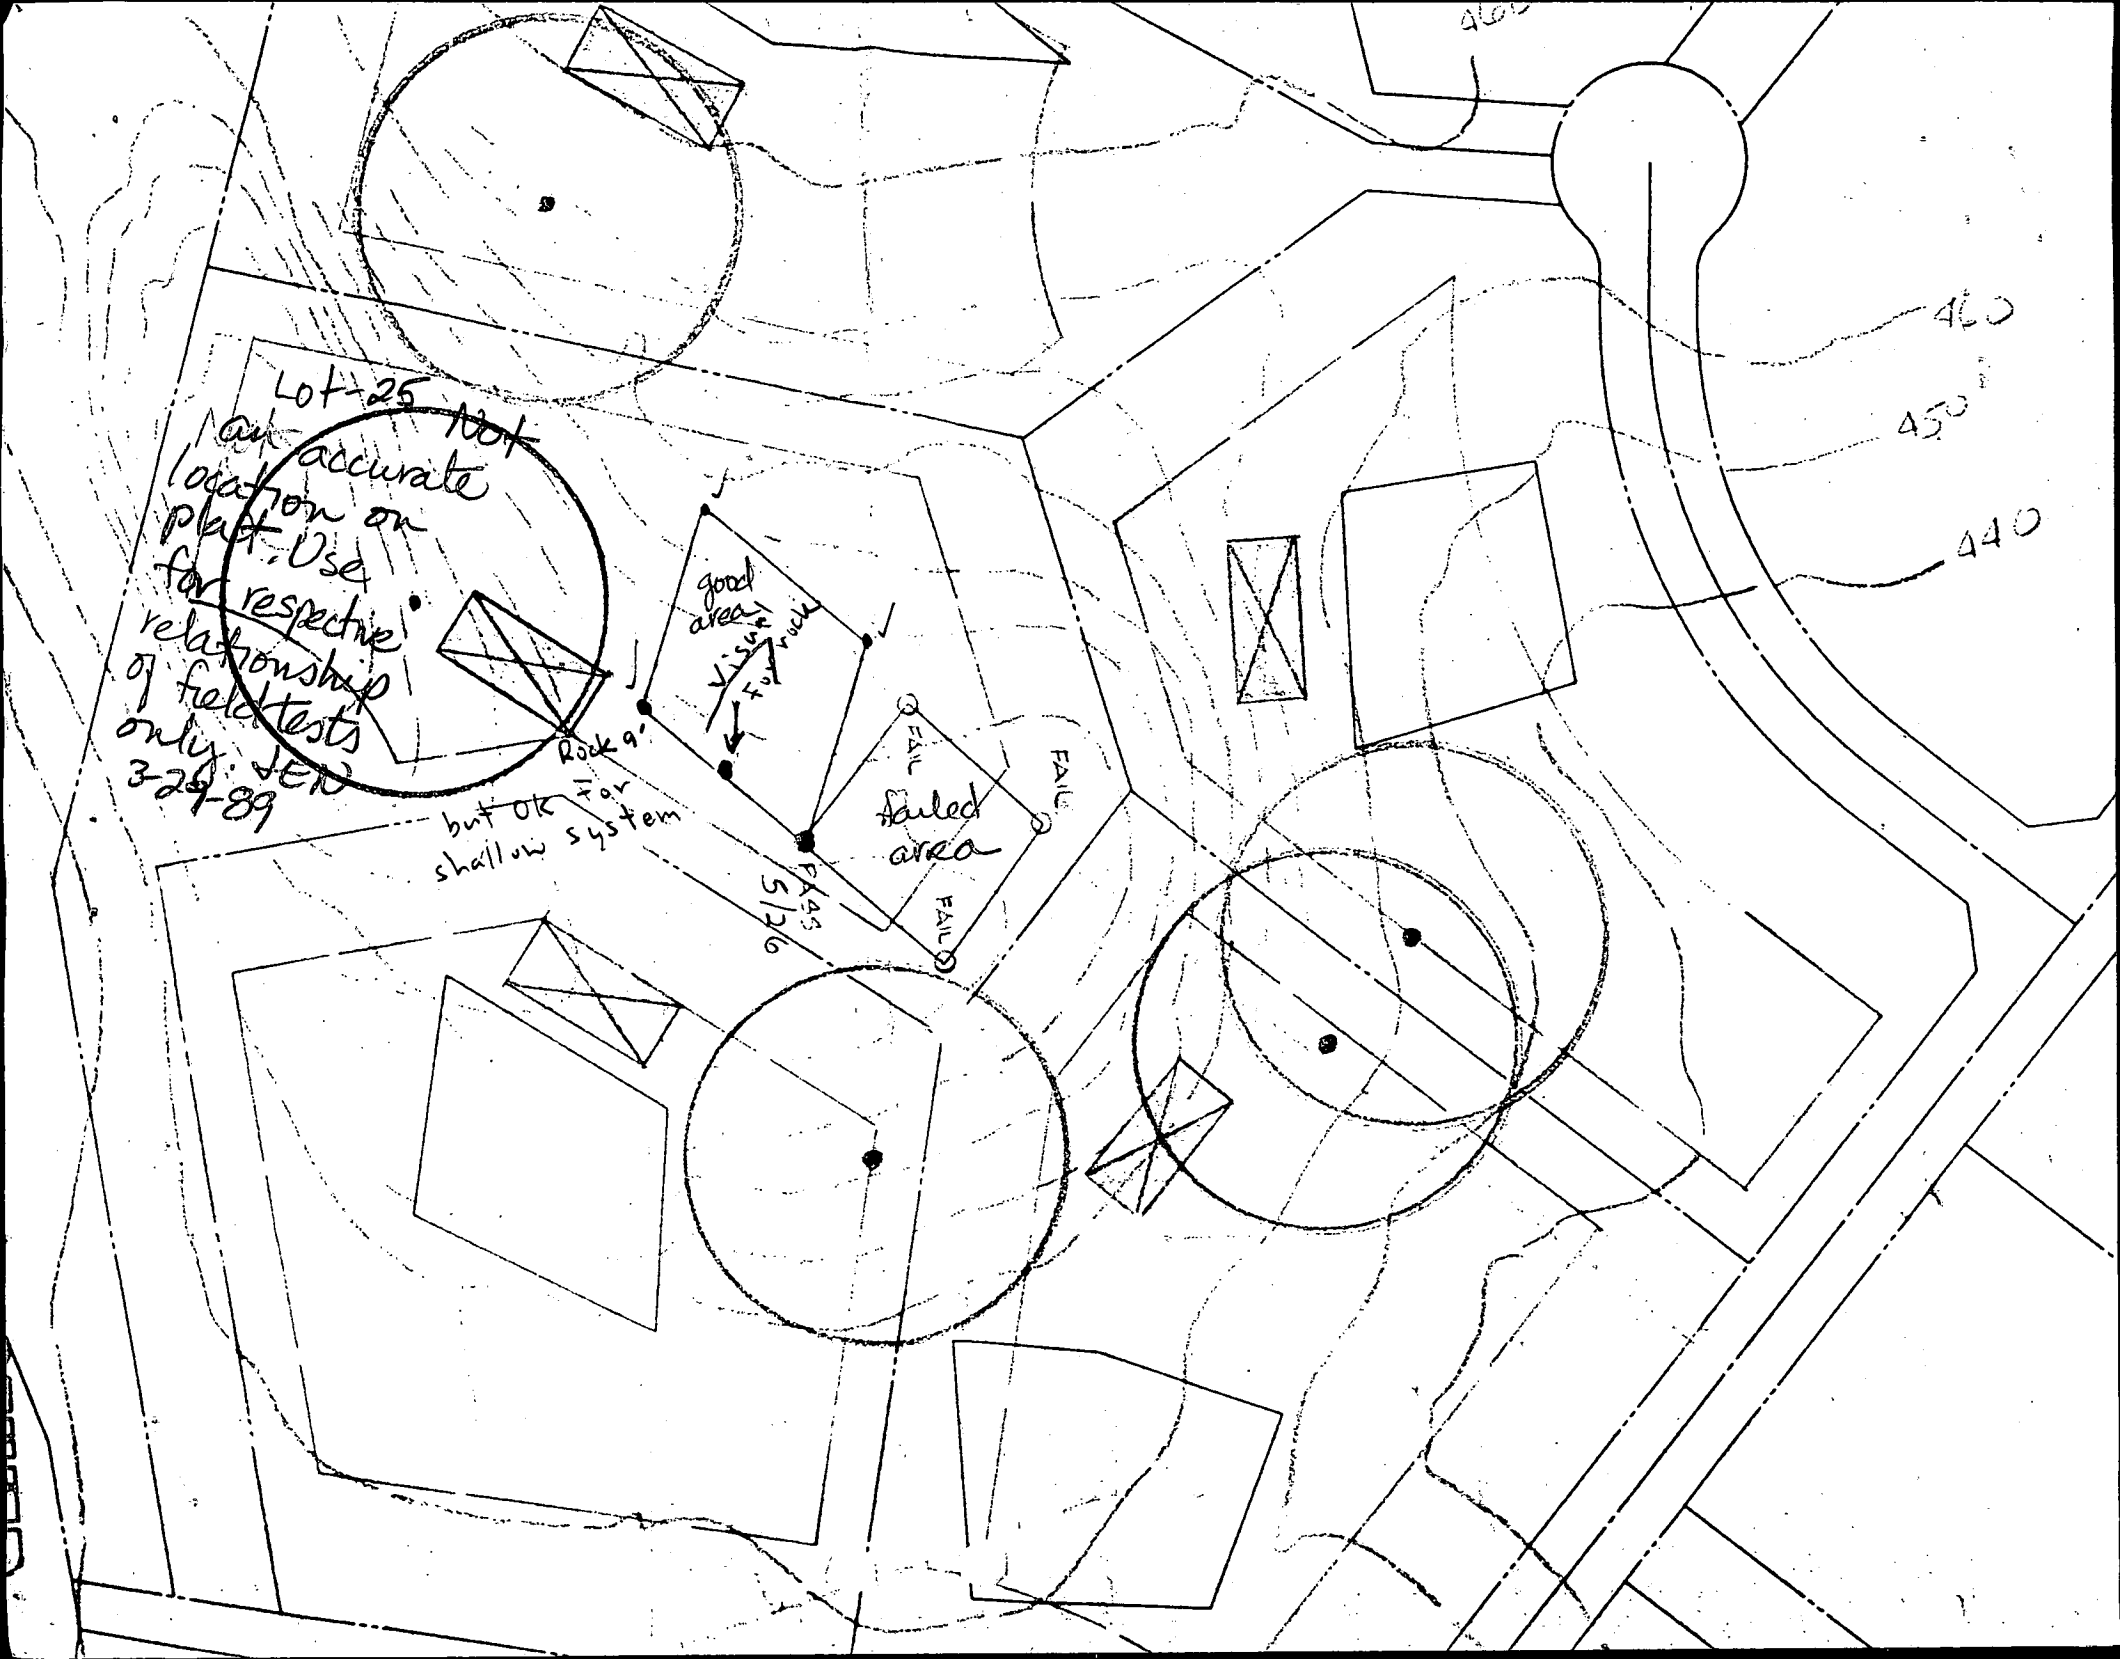 460
460
450
440
Lot-25 Not
an accurate
location on
plat. Use
for respective
relationship
of field tests
only. JEN
3-29-89
good
area
Visual
For rock
Rock 9'
but OK For
shallow system
FAIL
FAIL
failed
area
FAIL
PASS
5/26